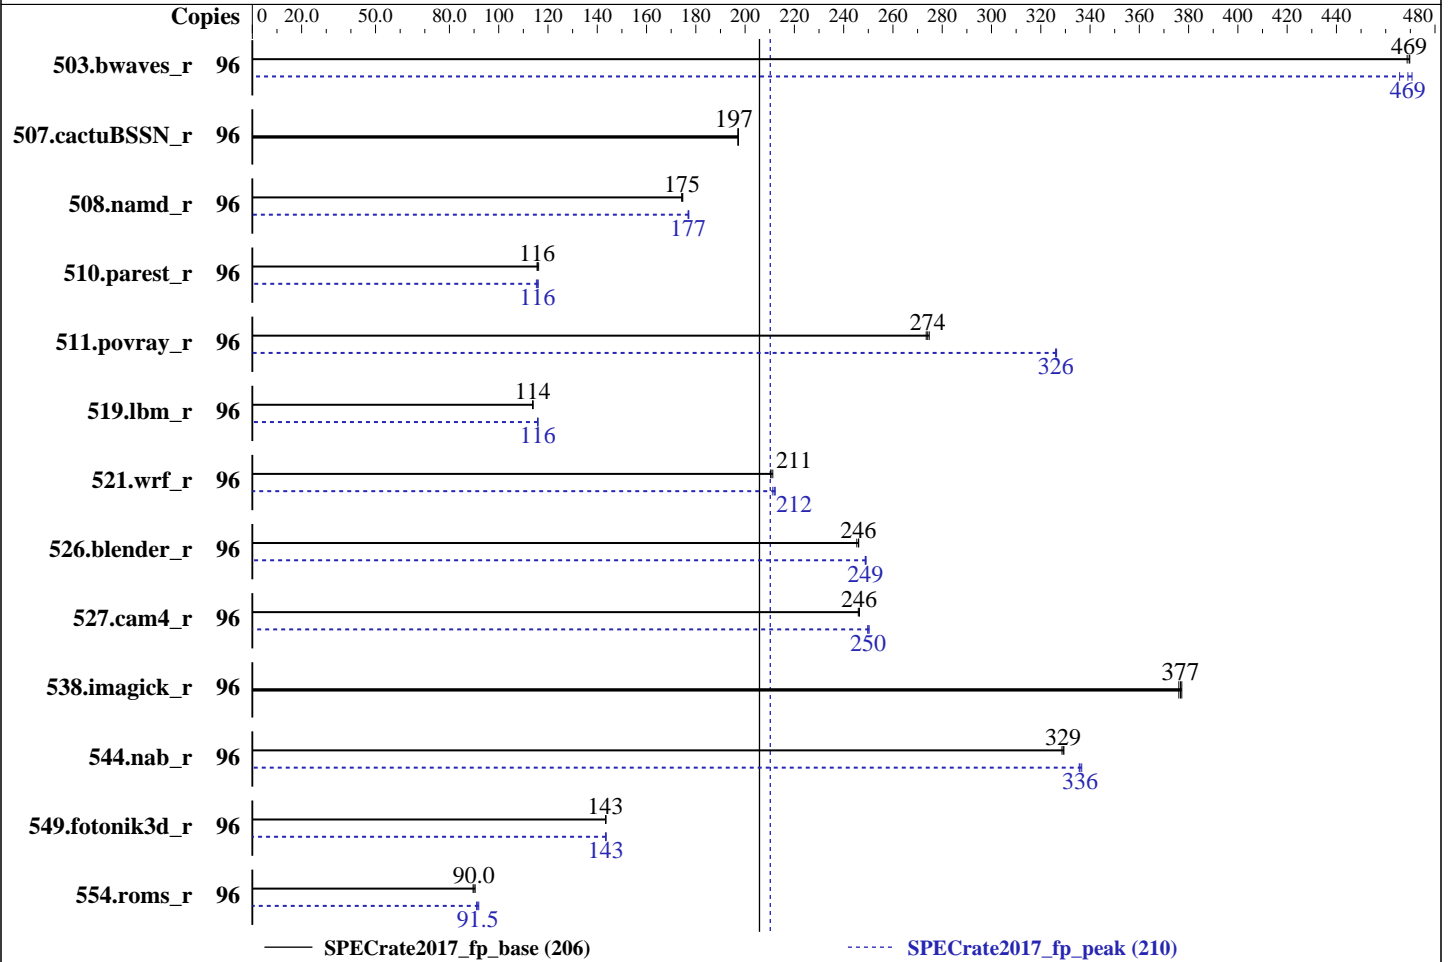 Copies 0 20.0 50.0 80.0 100 120 140 160 180 200 220 240 260 280 300 320 340 360 380 400 420 440 480
469
503.bwaves_r 96
469
197
507.cactuBSSN_r 96
175
508.namd_r 96
177
116
510.parest_r 96
116
274
511.povray_r 96
326
114
519.lbm_r 96
116
211
521.wrf_r 96
212
246
526.blender_r 96
249
246
527.cam4_r 96
250
377
538.imagick_r 96
329
544.nab_r 96
336
143
549.fotonik3d_r 96
143
90.0
554.roms_r 96
91.5
SPECrate2017_fp_base (206) SPECrate2017_fp_peak (210)